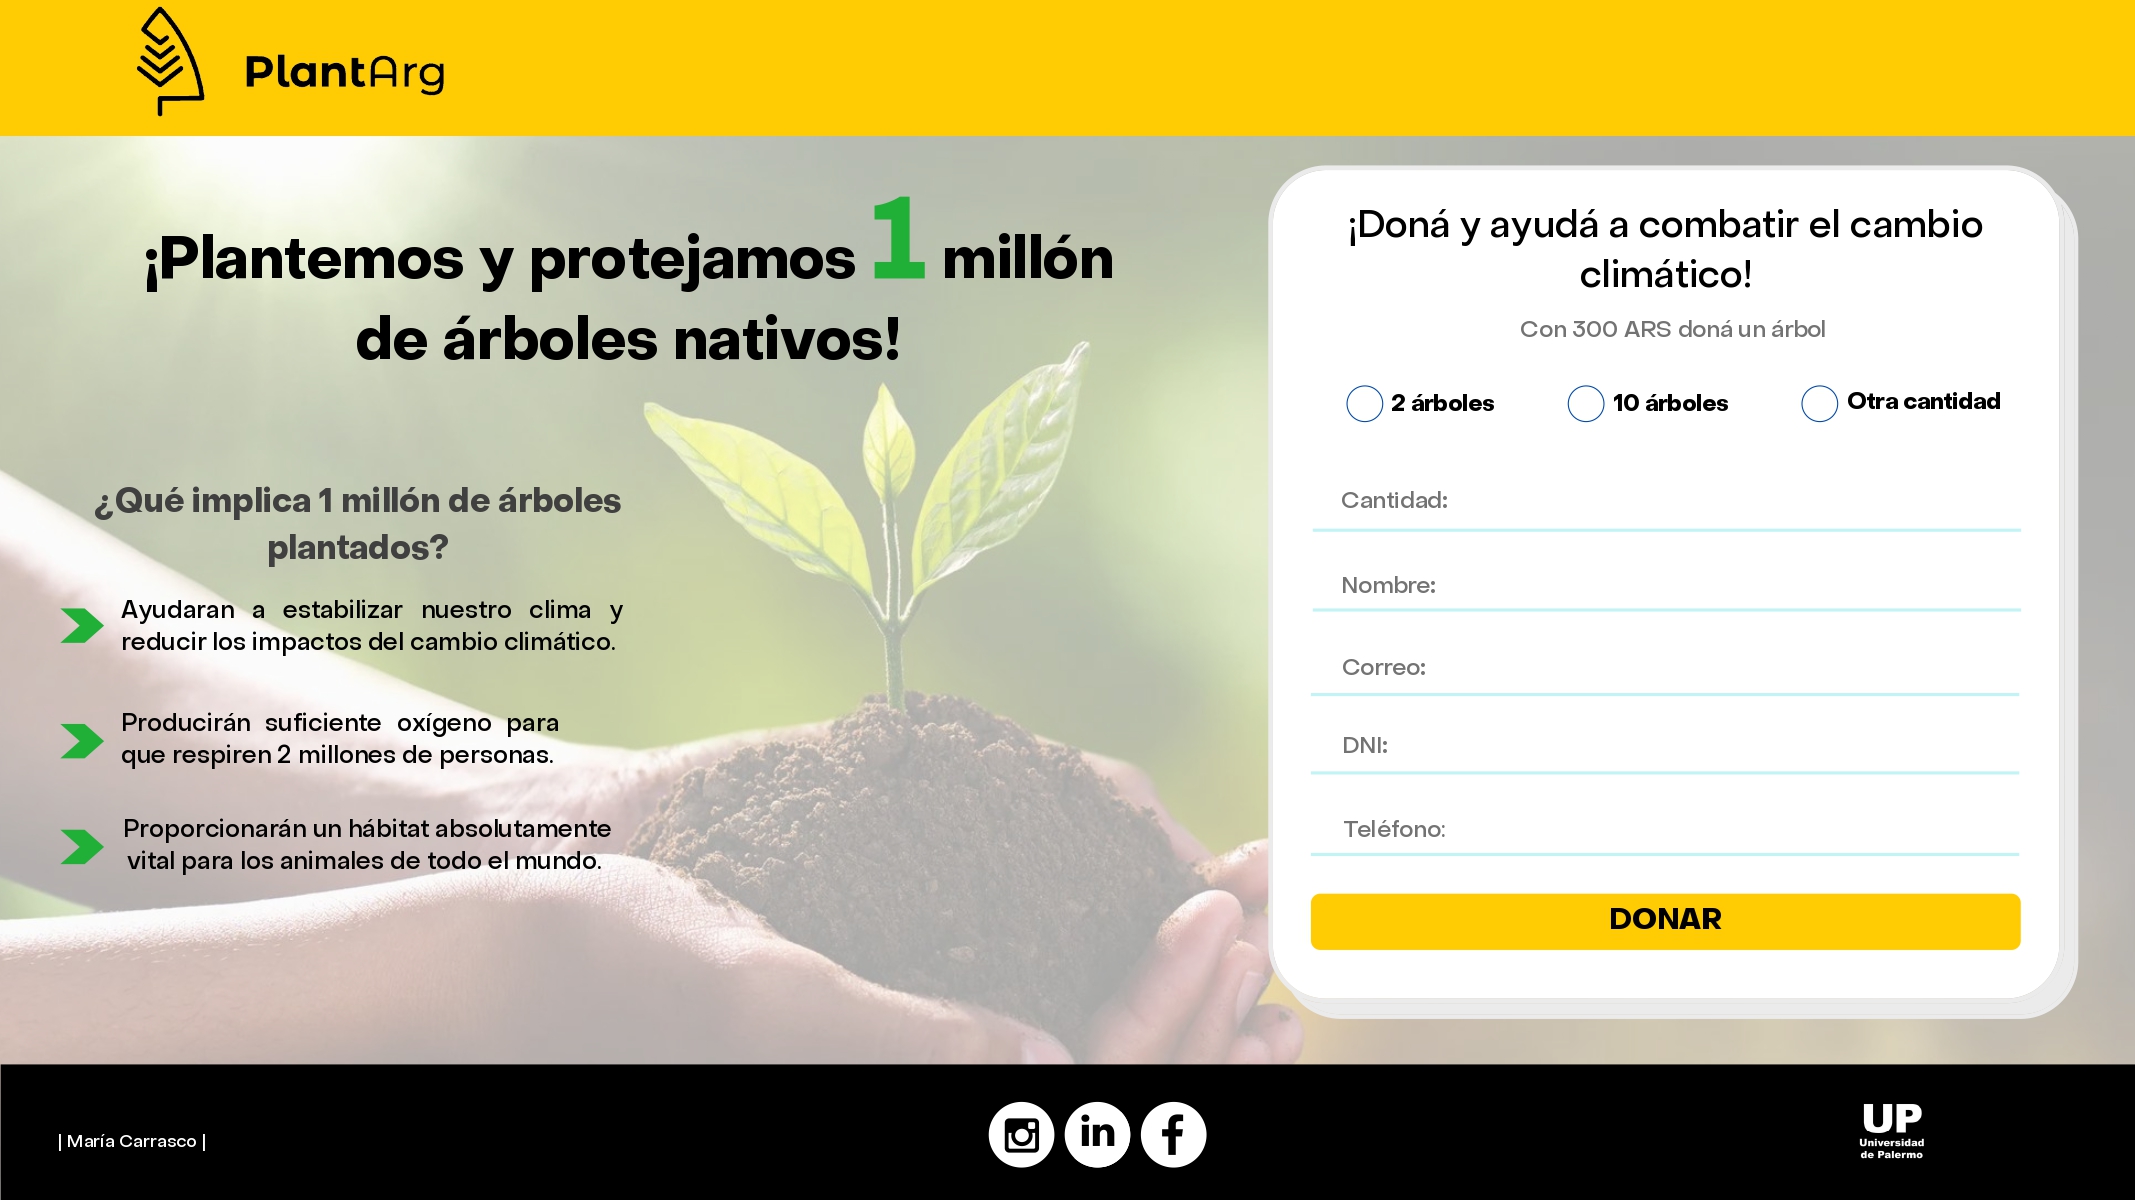 PlantArg
¡Plantemos y protejamos 1 millón
de árboles nativos!
¿Qué implica 1 millón de árboles
plantados?
Ayudaran a estabilizar nuestro clima y
reducir los impactos del cambio climático.
Producirán suficiente oxígeno para
que respiren 2 millones de personas.
Proporcionarán un hábitat absolutamente
vital para los animales de todo el mundo.
¡Doná y ayudá a combatir el cambio
climático!
Con 300 ARS doná un árbol
2 árboles
10 árboles
Otra cantidad
Cantidad:
Nombre:
Correo:
DNI:
Teléfono:
DONAR
| María Carrasco |
in
f
UP
Universidad
de Palermo